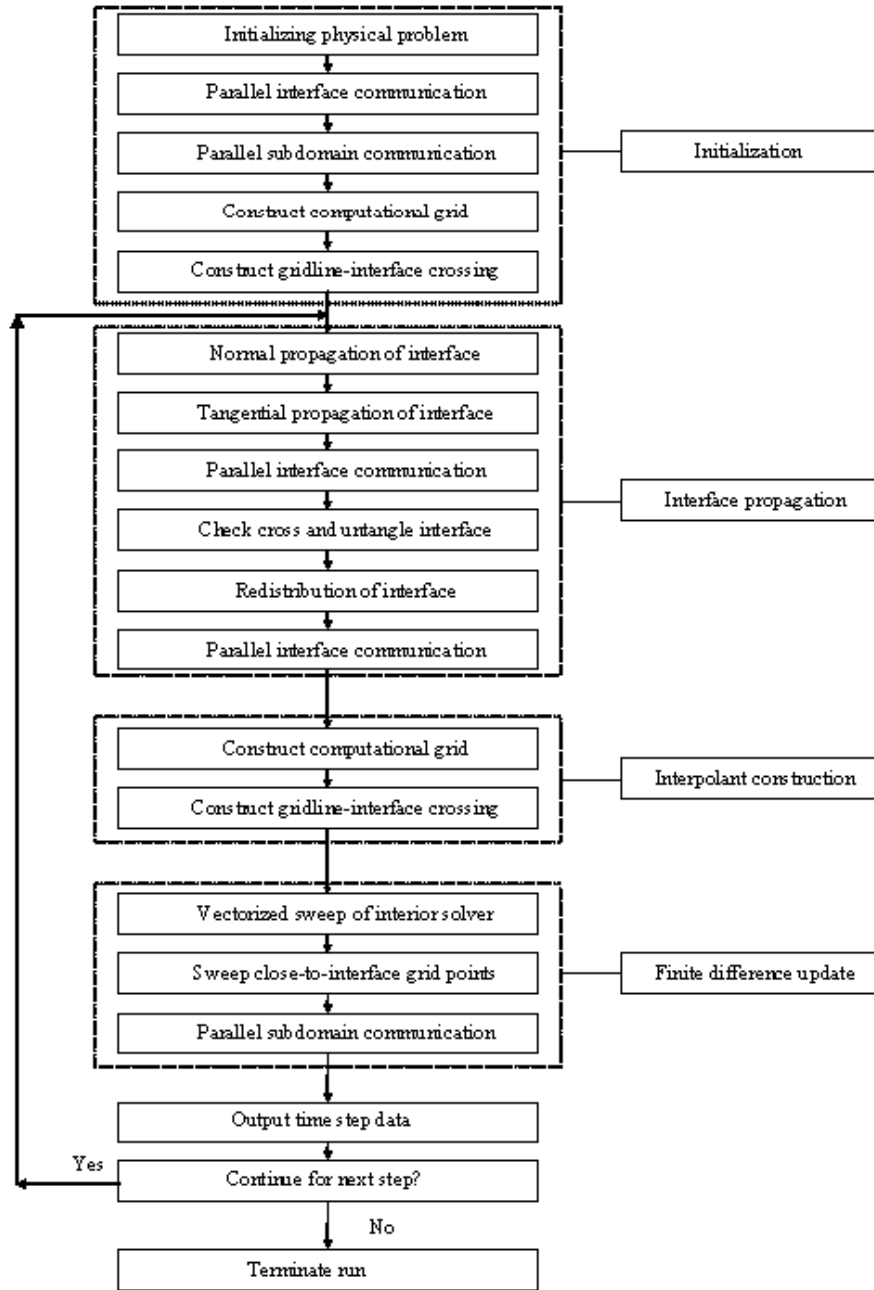 Initializing physical problem
Parallel interface communication
Parallel subdomain communication
Initialization
Construct computational grid
Construct gridline-interface crossing
Normal propagation of interface
Tangential propagation of interface
Parallel interface communication
Interface propagation
Check cross and untangle interface
Redistribution of interface
Parallel interface communication
Construct computational grid
Interpolant construction
Construct gridline-interface crossing
Vectorized sweep of interior solver
Sweep close-to-interface grid points
Finite difference update
Parallel subdomain communication
Output time step data
Yes
Continue for next step?
No
Terminate run